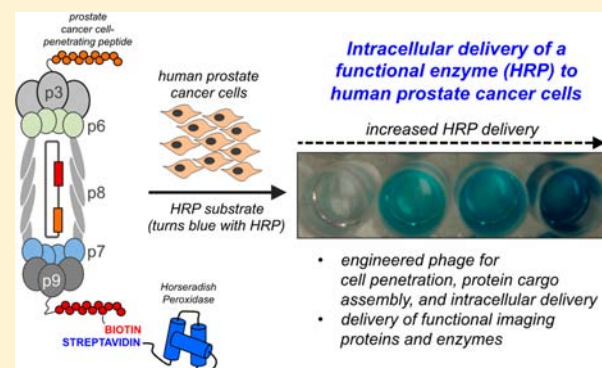 prostate
cancer cell-
penetrating peptide
p3
p6
p8
p7
p9
BIOTIN
STREPTAVIDIN
Horseradish
Peroxidase
human prostate
cancer cells
HRP substrate
(turns blue with HRP)
Intracellular delivery of a
functional enzyme (HRP) to
human prostate cancer cells
increased HRP delivery
• engineered phage for
cell penetration, protein cargo
assembly, and intracellular delivery
• delivery of functional imaging
proteins and enzymes